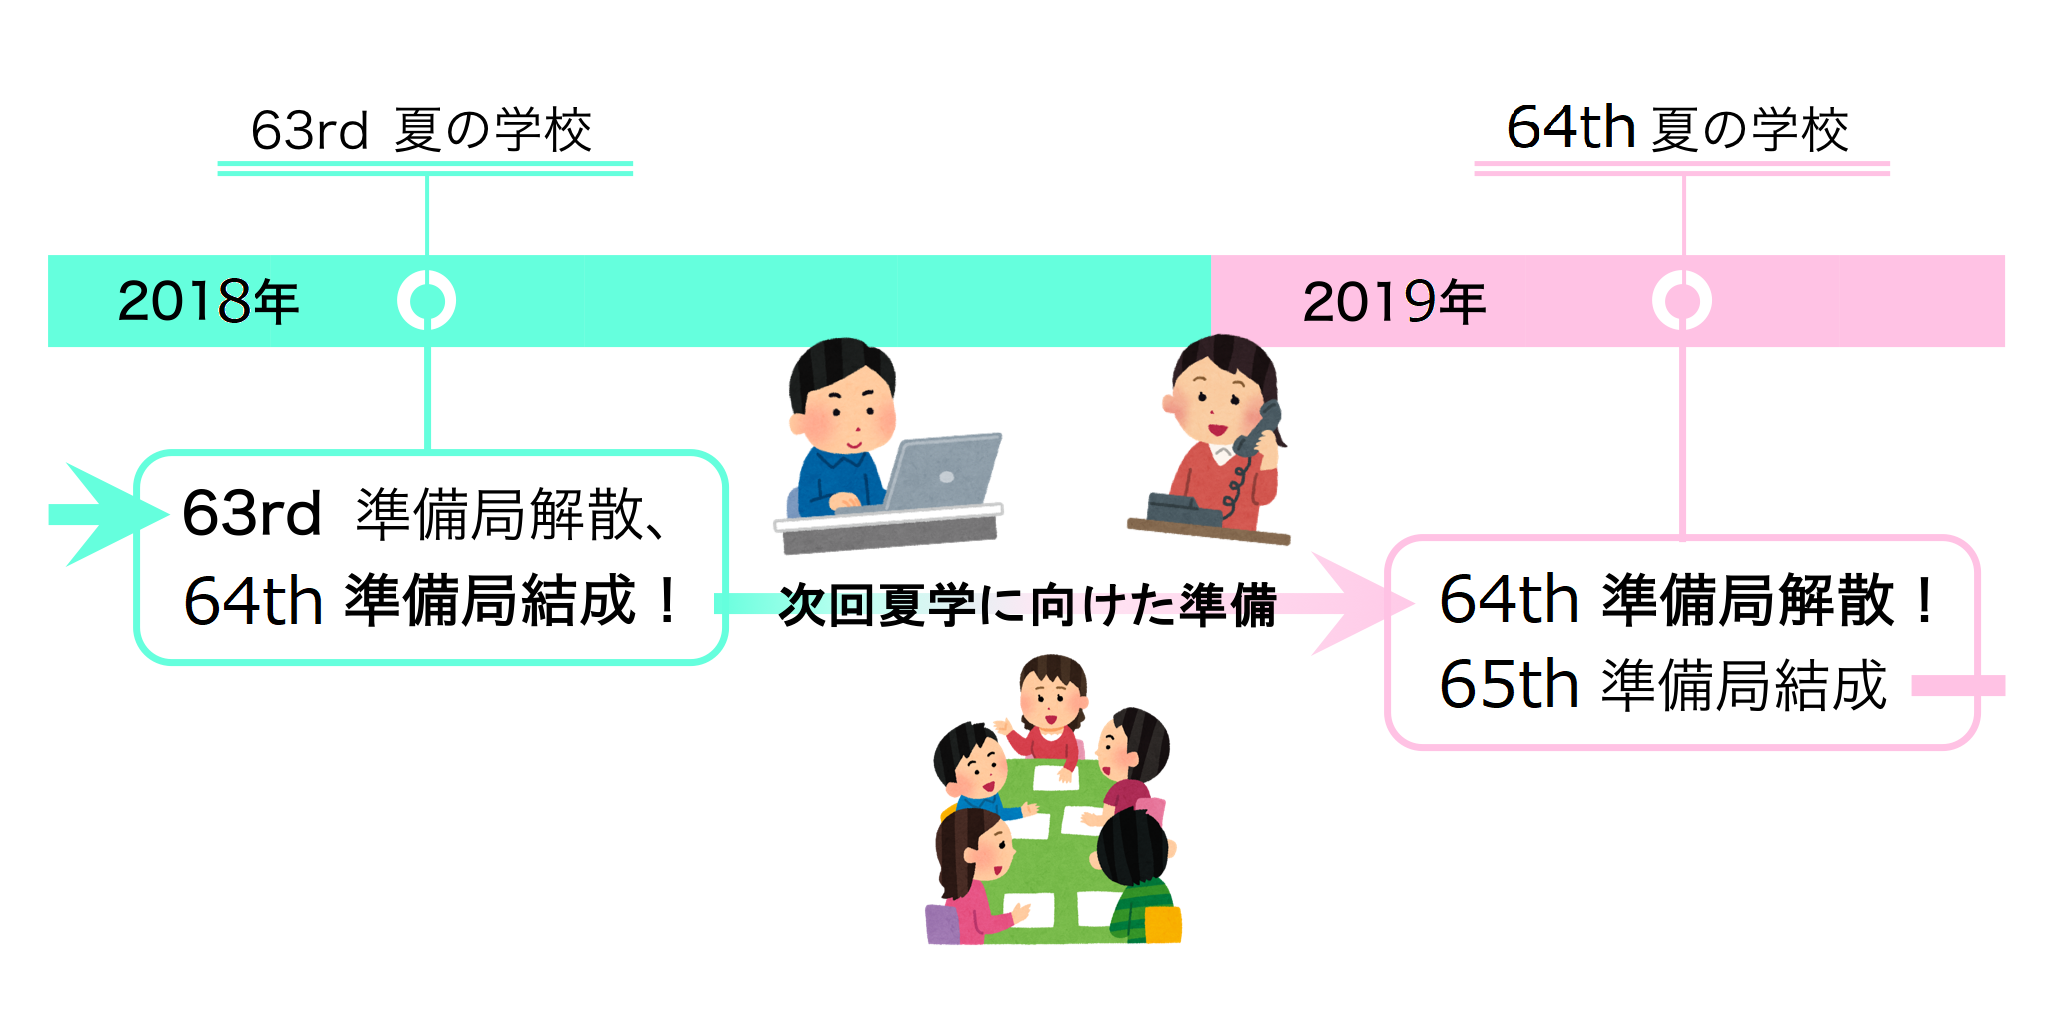 63rd 夏の学校
64th 夏の学校
2018年
2019年
63rd 準備局解散、
64th 準備局結成！
次回夏学に向けた準備
64th 準備局解散！
65th 準備局結成